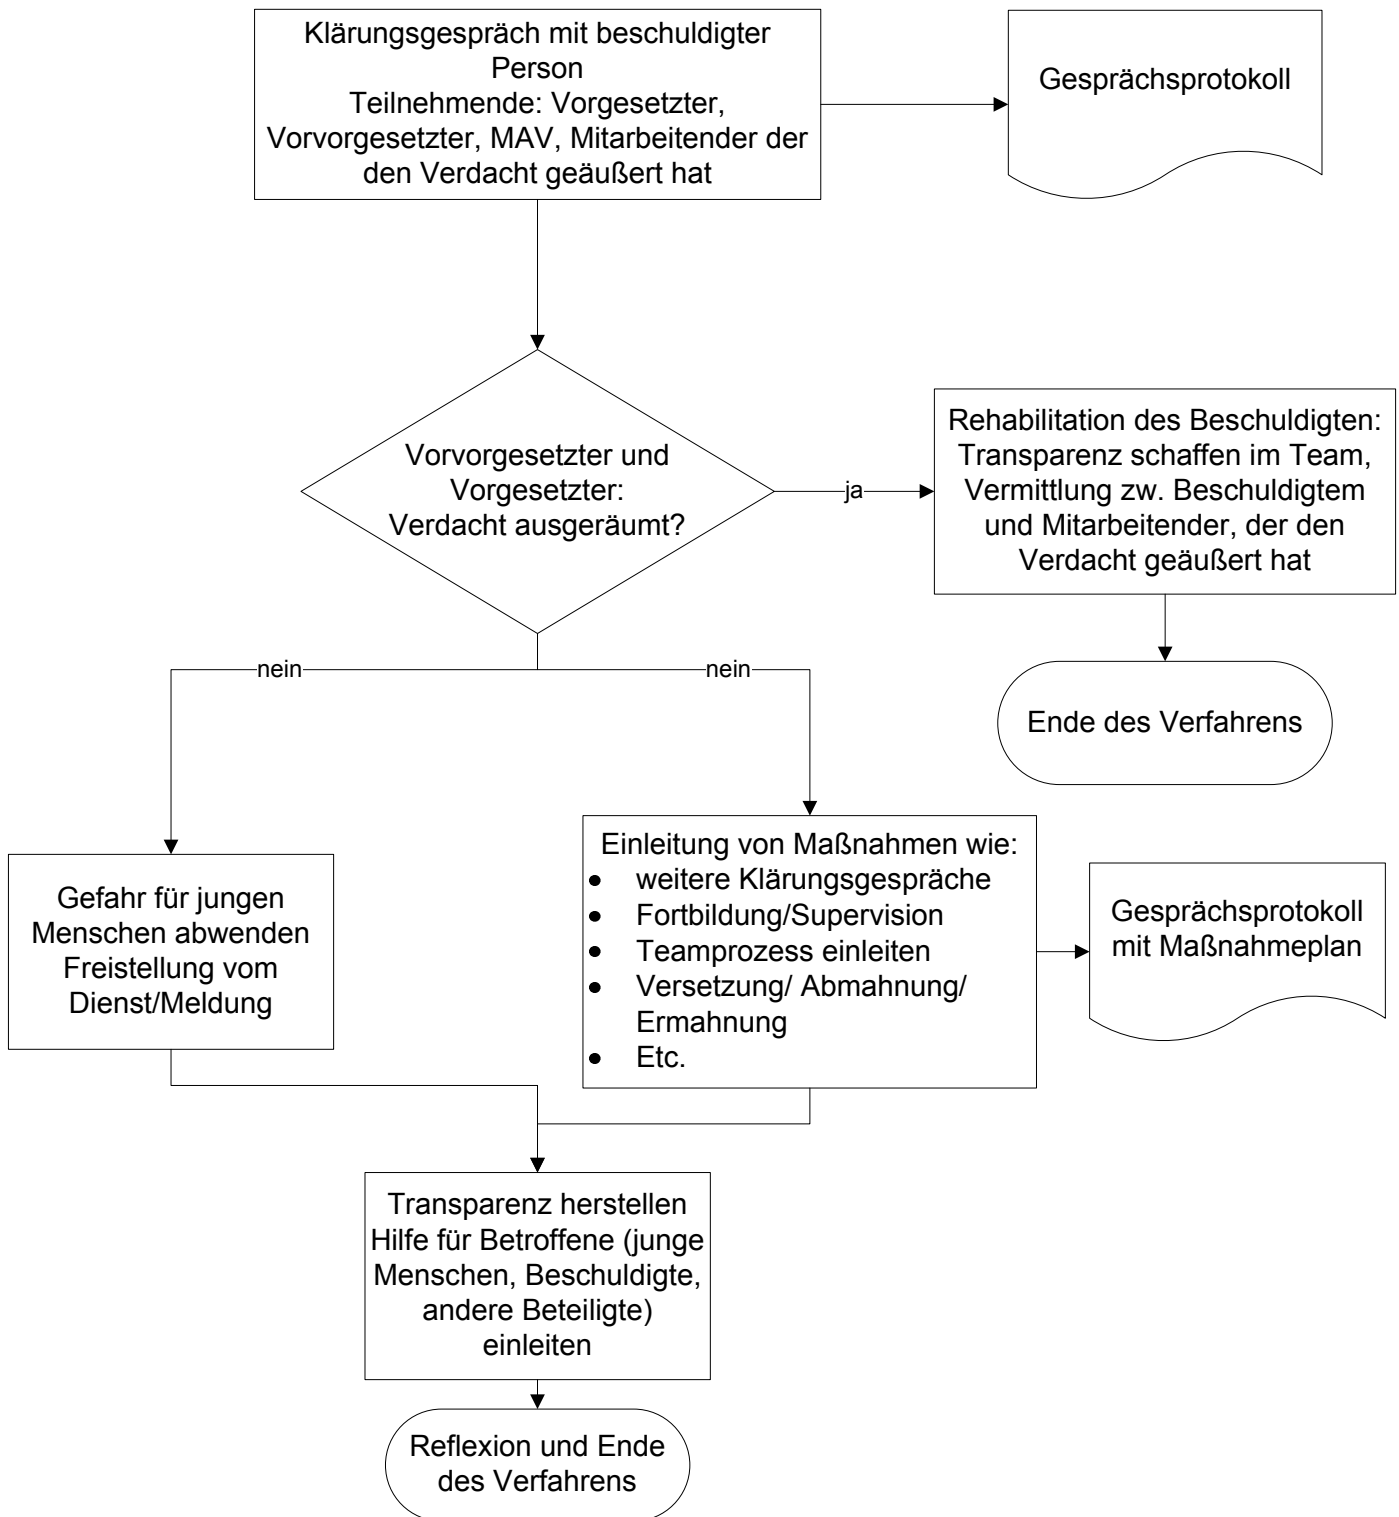 Klärungsgespräch mit beschuldigter
Person
Teilnehmende: Vorgesetzter,
Vorvorgesetzter, MAV, Mitarbeitender der
den Verdacht geäußert hat
Gesprächsprotokoll
Vorvorgesetzter und
Vorgesetzter:
Verdacht ausgeräumt?
ja
Rehabilitation des Beschuldigten:
Transparenz schaffen im Team,
Vermittlung zw. Beschuldigtem
und Mitarbeitender, der den
Verdacht geäußert hat
Ende des Verfahrens
nein
nein
Gefahr für jungen
Menschen abwenden
Freistellung vom
Dienst/Meldung
Einleitung von Maßnahmen wie:
• weitere Klärungsgespräche
• Fortbildung/Supervision
• Teamprozess einleiten
• Versetzung/ Abmahnung/
Ermahnung
• Etc.
Gesprächsprotokoll
mit Maßnahmeplan
Transparenz herstellen
Hilfe für Betroffene (junge
Menschen, Beschuldigte,
andere Beteiligte)
einleiten
Reflexion und Ende
des Verfahrens